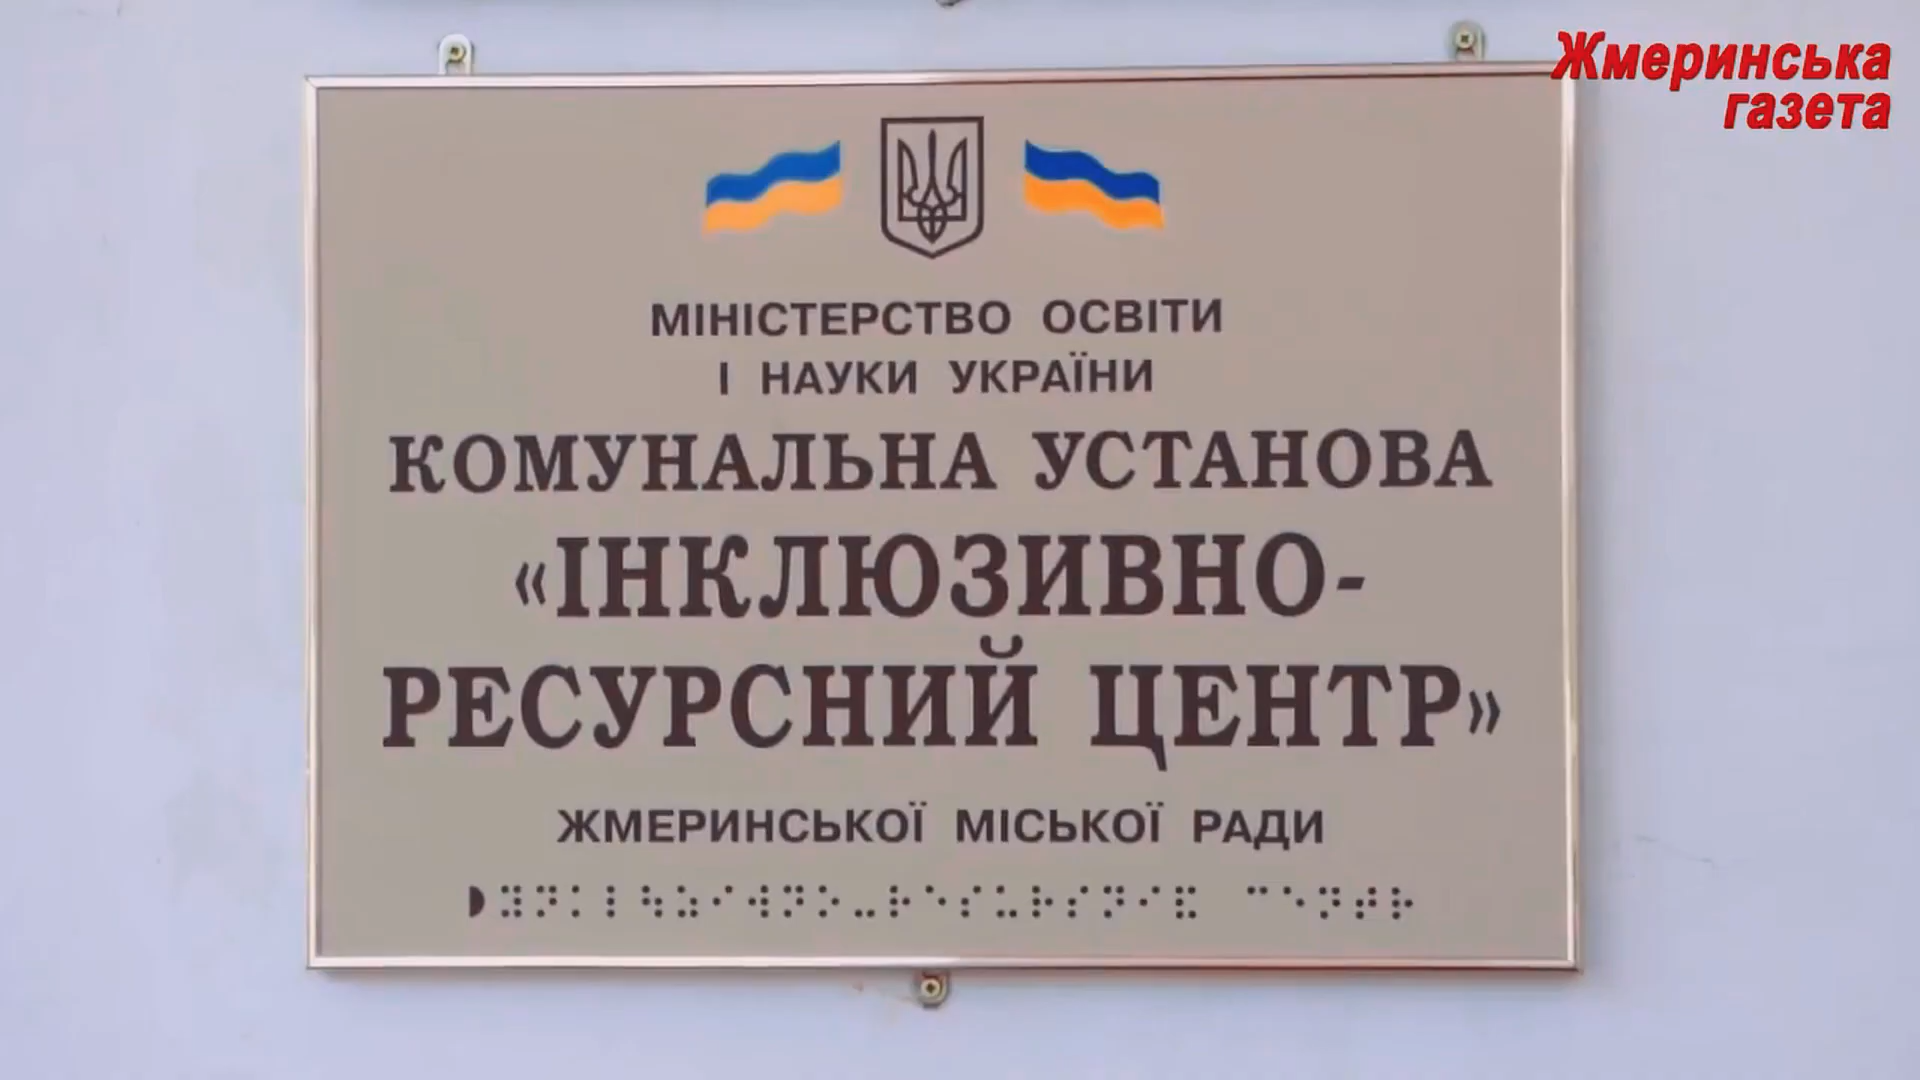 Жмеринська
газета
МІНІСТЕРСТВО ОСВІТИ
І НАУКИ УКРАЇНИ
КОМУНАЛЬНА УСТАНОВА
«ІНКЛЮЗИВНО-
РЕСУРСНИЙ ЦЕНТР»
ЖМЕРИНСЬКОЇ МІСЬКОЇ РАДИ